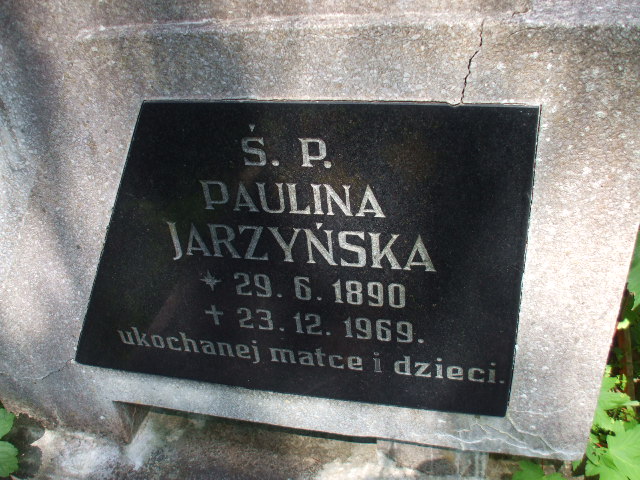 Ś. P.
PAULINA
JARZYŃSKA
* 29. 6. 1890
† 23. 12. 1969.
ukochanej matce i dzieci.